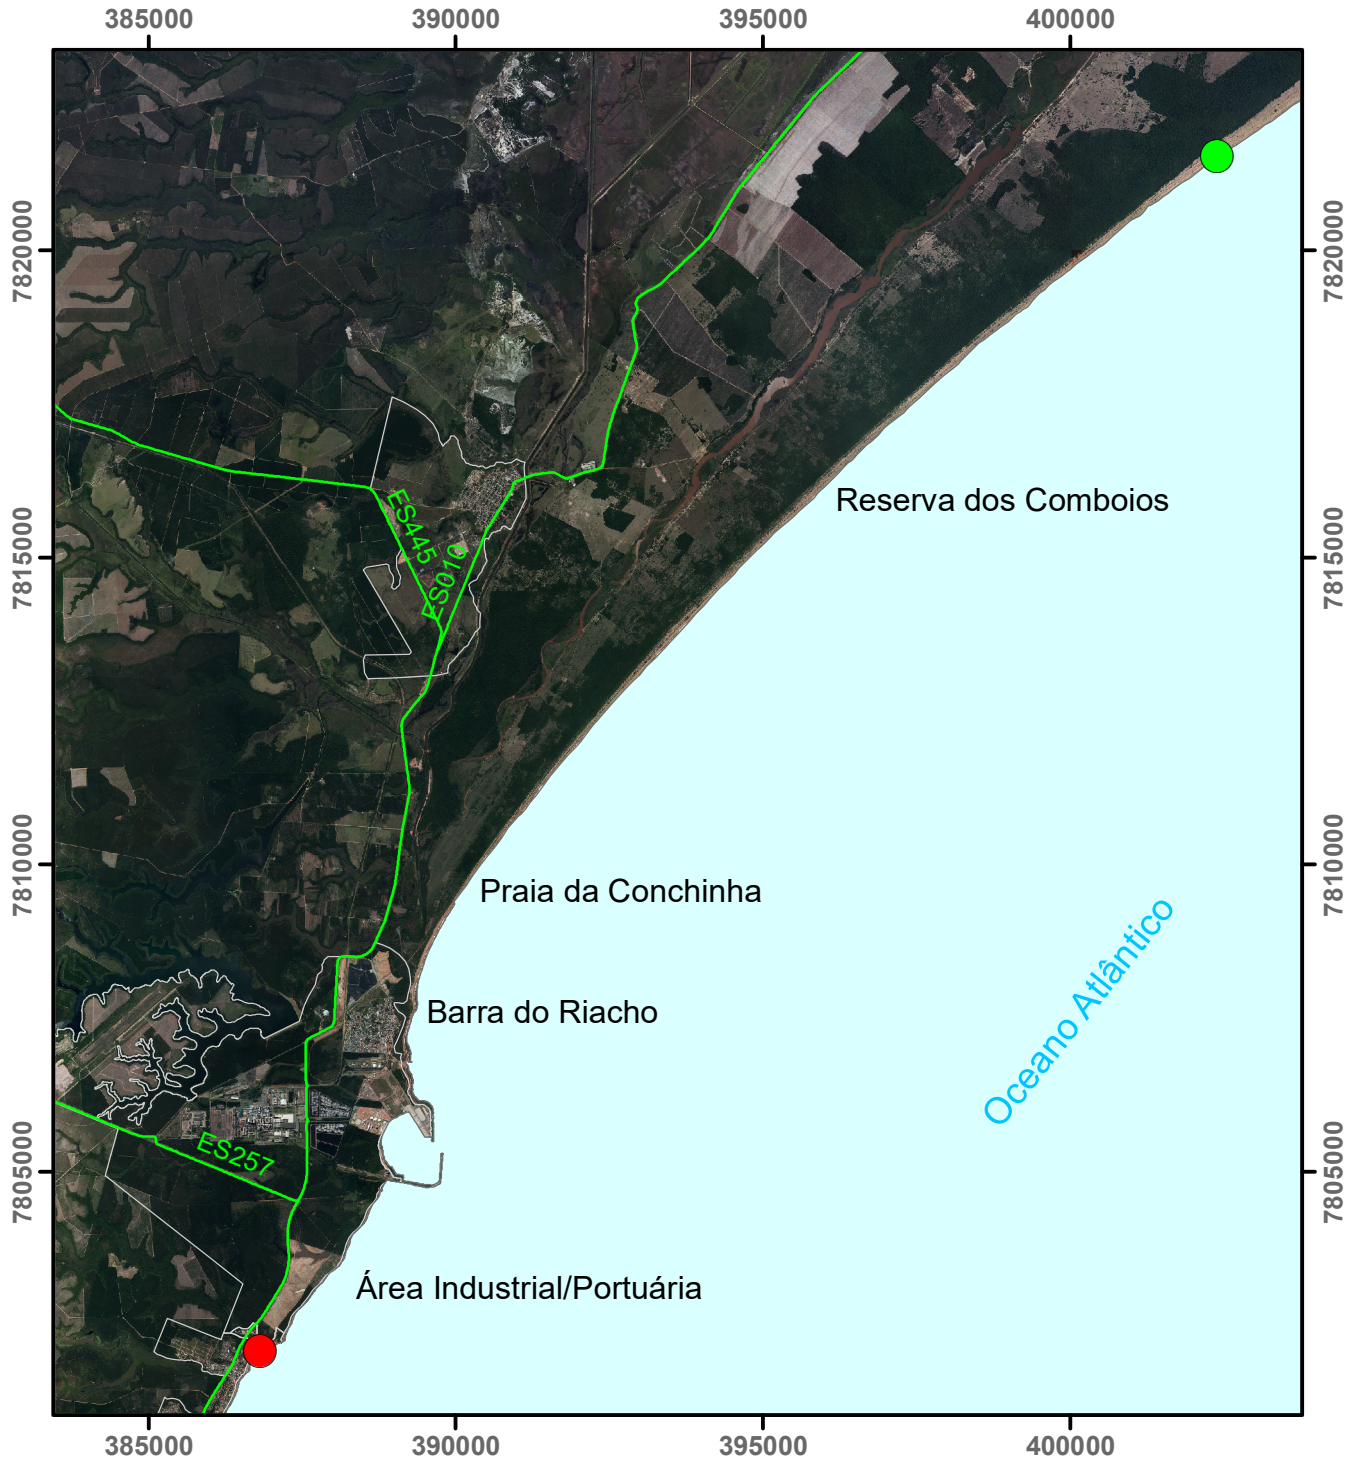 385000 390000 395000 400000
7820000 7820000
Reserva dos Comboios
ES445
ES010
7815000 7815000
7810000 7810000
Praia da Conchinha
Oceano Atlântico
Barra do Riacho
ES257
7805000 7805000
Área Industrial/Portuária
385000 390000 395000 400000